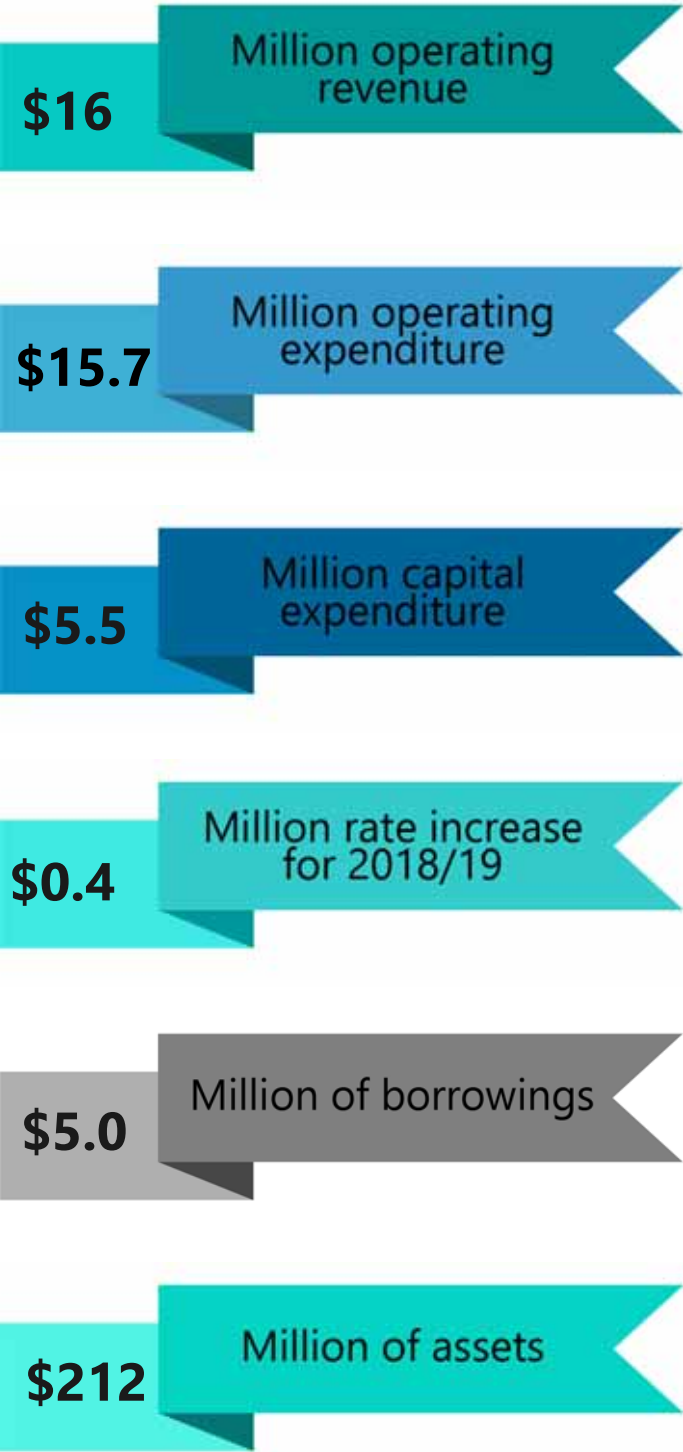 $16
Million operating
revenue
$15.7
Million operating
expenditure
$5.5
Million capital
expenditure
$0.4
Million rate increase
for 2018/19
$5.0
Million of borrowings
$212
Million of assets